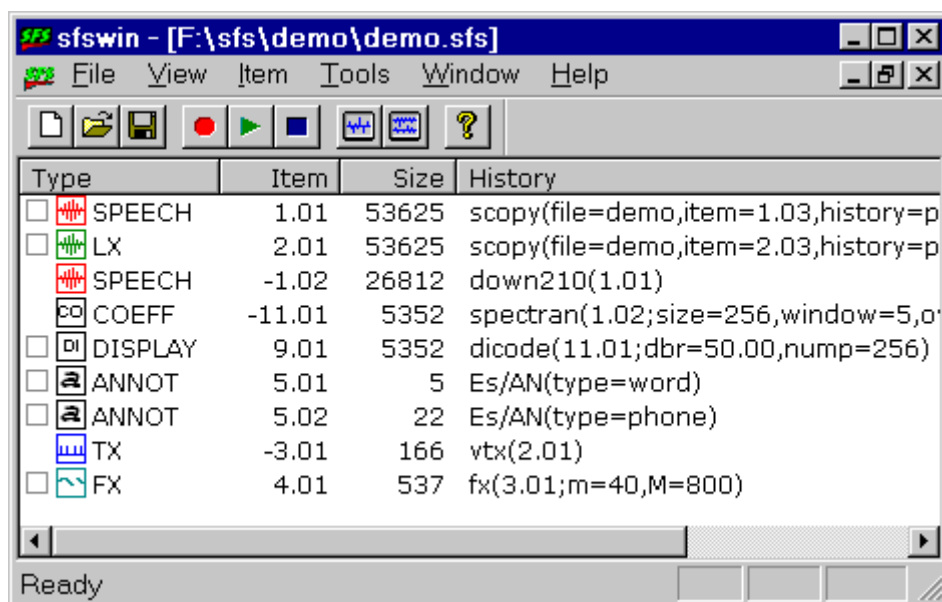 sfswin - [F:\sfs\demo\demo.sfs]
File View Item Tools Window Help
Type Item Size History
SPEECH 1.01 53625 scopy(file=demo,item=1.03,history=p
LX 2.01 53625 scopy(file=demo,item=2.03,history=p
SPEECH -1.02 26812 down210(1.01)
CO COEFF -11.01 5352 spectran(1.02;size=256,window=5,o
DI DISPLAY 9.01 5352 dicode(11.01;dbr=50.00,nump=256)
a ANNOT 5.01 5 Es/AN(type=word)
a ANNOT 5.02 22 Es/AN(type=phone)
TX -3.01 166 vtx(2.01)
FX 4.01 537 fx(3.01;m=40,M=800)
Ready